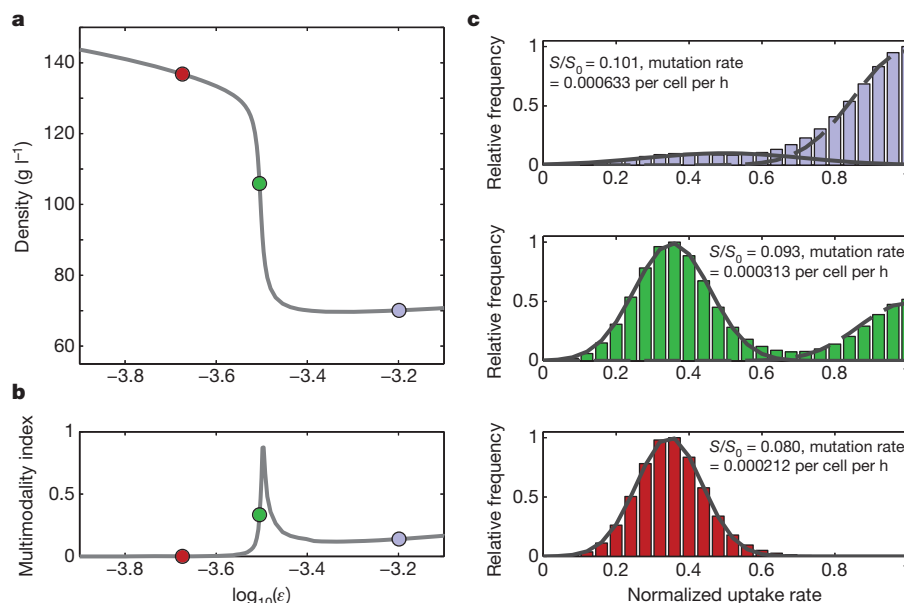 a
140
120
100
80
60
Density (g l⁻¹)
−3.8
−3.6
−3.4
−3.2
b
1
0.5
0
Multimodality index
−3.8
−3.6
−3.4
−3.2
log₁₀(ε)
c
Relative frequency
1
0.5
0
S/S₀ = 0.101, mutation rate
= 0.000633 per cell per h
0
0.2
0.4
0.6
0.8
1
Relative frequency
1
0.5
0
S/S₀ = 0.093, mutation rate
= 0.000313 per cell per h
0
0.2
0.4
0.6
0.8
1
Relative frequency
1
0.5
0
S/S₀ = 0.080, mutation rate
= 0.000212 per cell per h
0
0.2
0.4
0.6
0.8
1
Normalized uptake rate